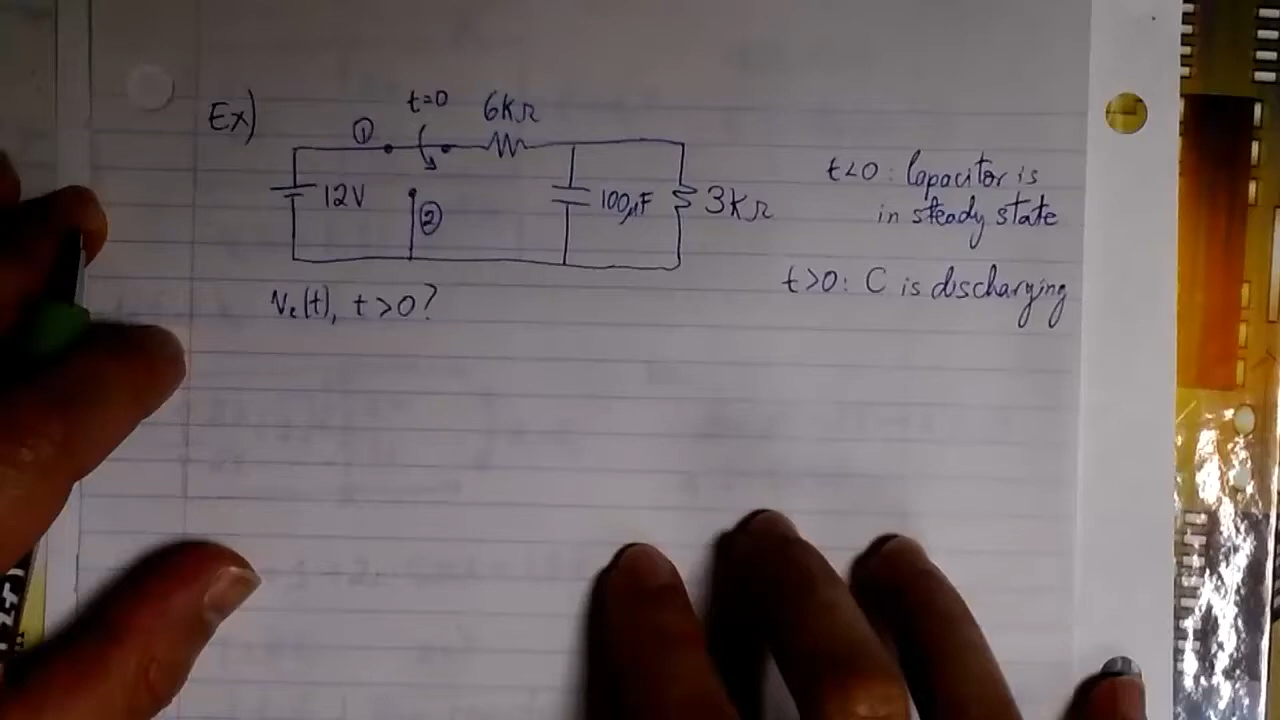 Ex)
t=0
6kΩ
①
12V
②
100μF
3kΩ
t<0: Capacitor is
in steady state
t>0: C is discharging
Vc(t), t>0?